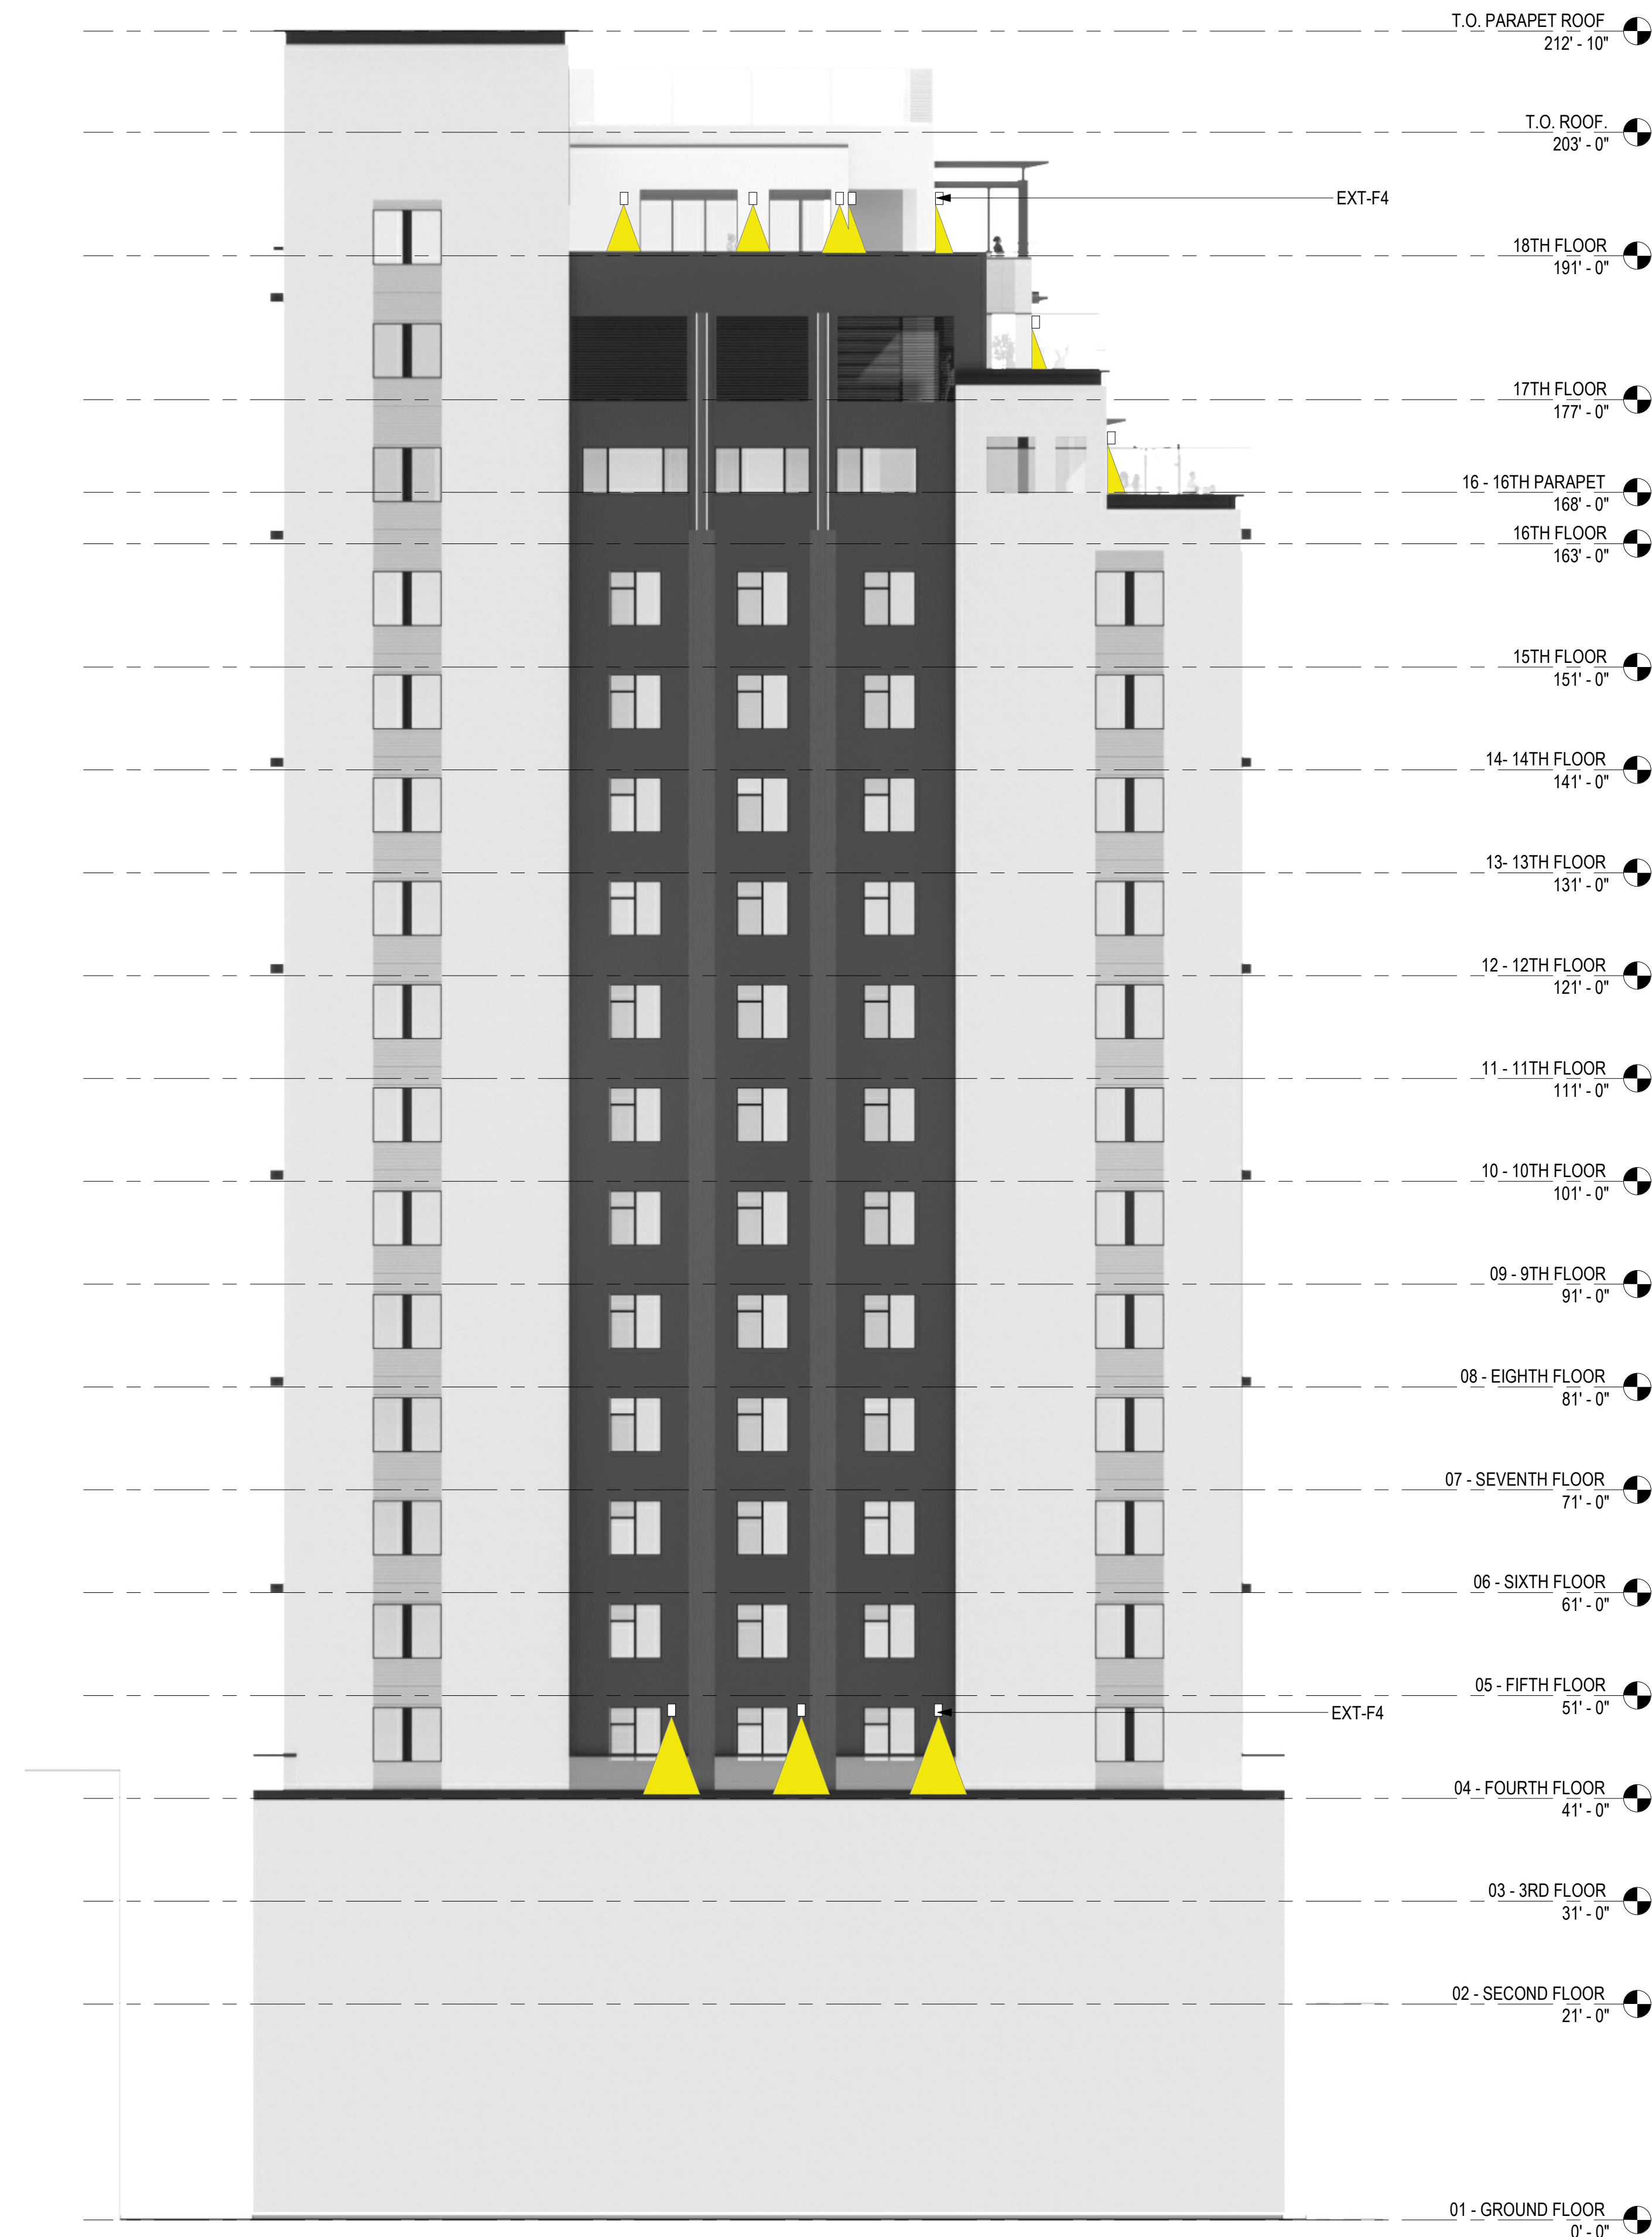 T.O. PARAPET ROOF
212' - 10"
T.O. ROOF.
203' - 0"
EXT-F4
18TH FLOOR
191' - 0"
17TH FLOOR
177' - 0"
16 - 16TH PARAPET
168' - 0"
16TH FLOOR
163' - 0"
15TH FLOOR
151' - 0"
14- 14TH FLOOR
141' - 0"
13- 13TH FLOOR
131' - 0"
12 - 12TH FLOOR
121' - 0"
11 - 11TH FLOOR
111' - 0"
10 - 10TH FLOOR
101' - 0"
09 - 9TH FLOOR
91' - 0"
08 - EIGHTH FLOOR
81' - 0"
07 - SEVENTH FLOOR
71' - 0"
06 - SIXTH FLOOR
61' - 0"
05 - FIFTH FLOOR
51' - 0"
EXT-F4
04 - FOURTH FLOOR
41' - 0"
03 - 3RD FLOOR
31' - 0"
02 - SECOND FLOOR
21' - 0"
01 - GROUND FLOOR
0' - 0"